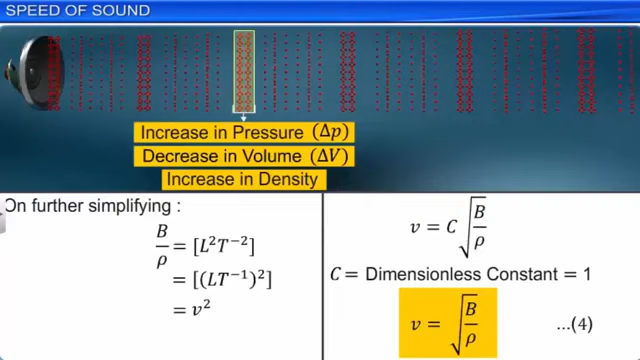 SPEED OF SOUND
Increase in Pressure (Δp)
Decrease in Volume (ΔV)
Increase in Density
On further simplifying :
B/ρ = [L²T⁻²]
= [(LT⁻¹)²]
= v²
v = C √(B/ρ)
C = Dimensionless Constant = 1
v = √(B/ρ) ...(4)